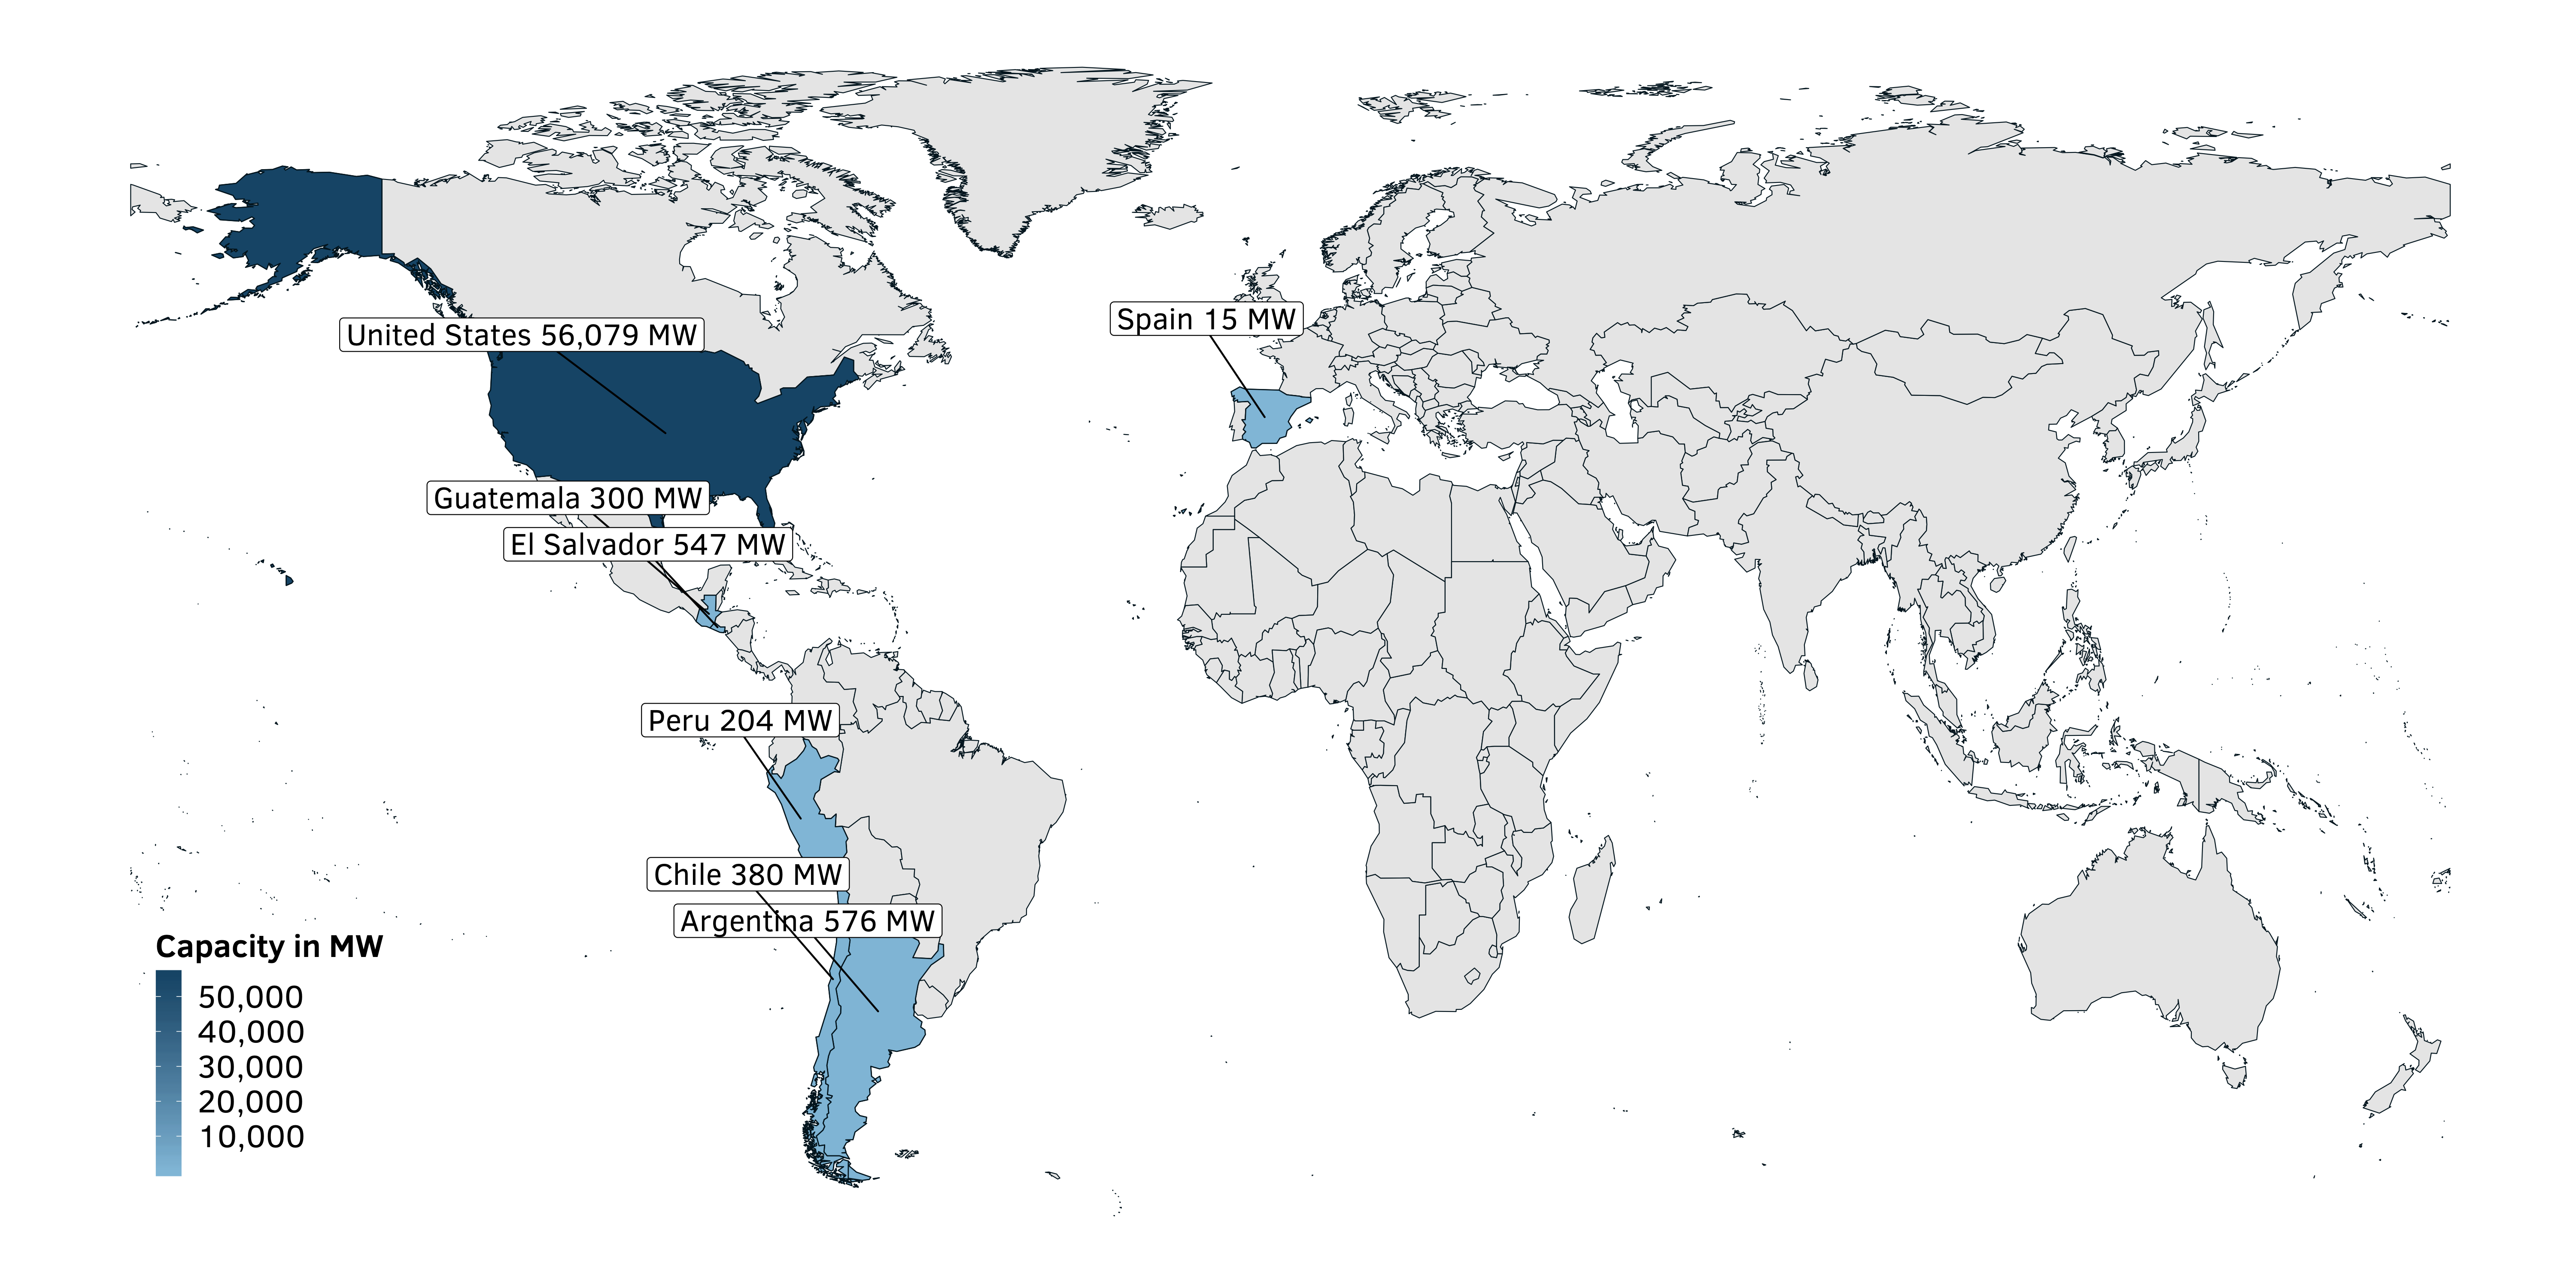 Spain 15 MW
United States 56,079 MW
Guatemala 300 MW
El Salvador 547 MW
Peru 204 MW
Chile 380 MW
Argentina 576 MW
Capacity in MW
50,000
40,000
30,000
20,000
10,000